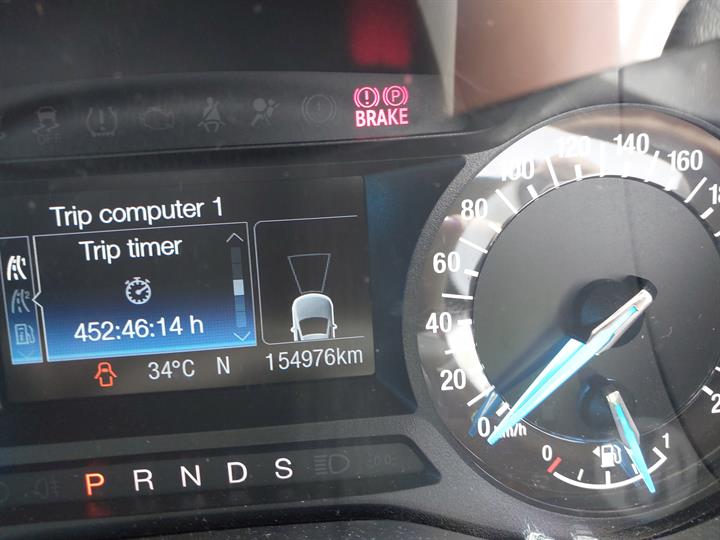 OFF
(!) (P)
BRAKE
Trip computer 1
Trip timer
452:46:14 h
34°C N 154976km
P R N D S
0 20 40 60 80 100 120 140 160
km/h
0 1